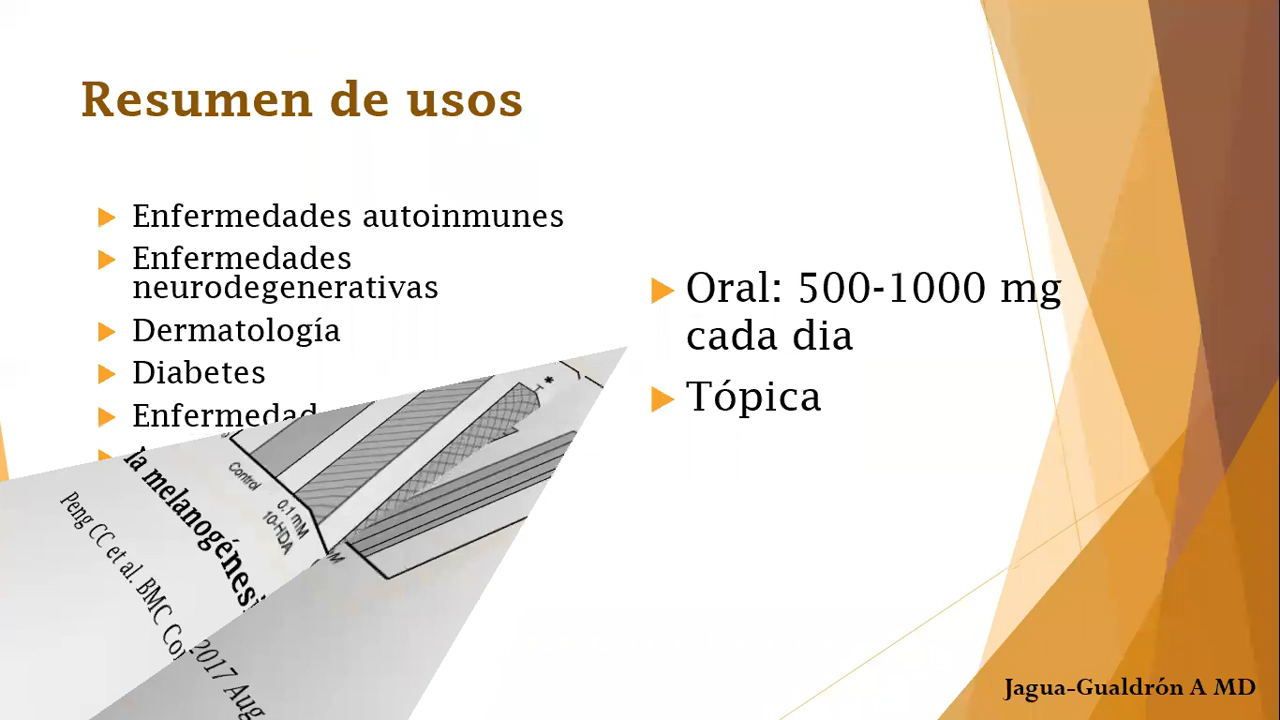 Resumen de usos
Enfermedades autoinmunes
Enfermedades
neurodegenerativas
Dermatología
Diabetes
Oral: 500-1000 mg
cada dia
Tópica
Control
0.1 mM
10-HDA
la
Peng CC et al. BMC
2017 Aug
Jagua-Gualdrón A MD